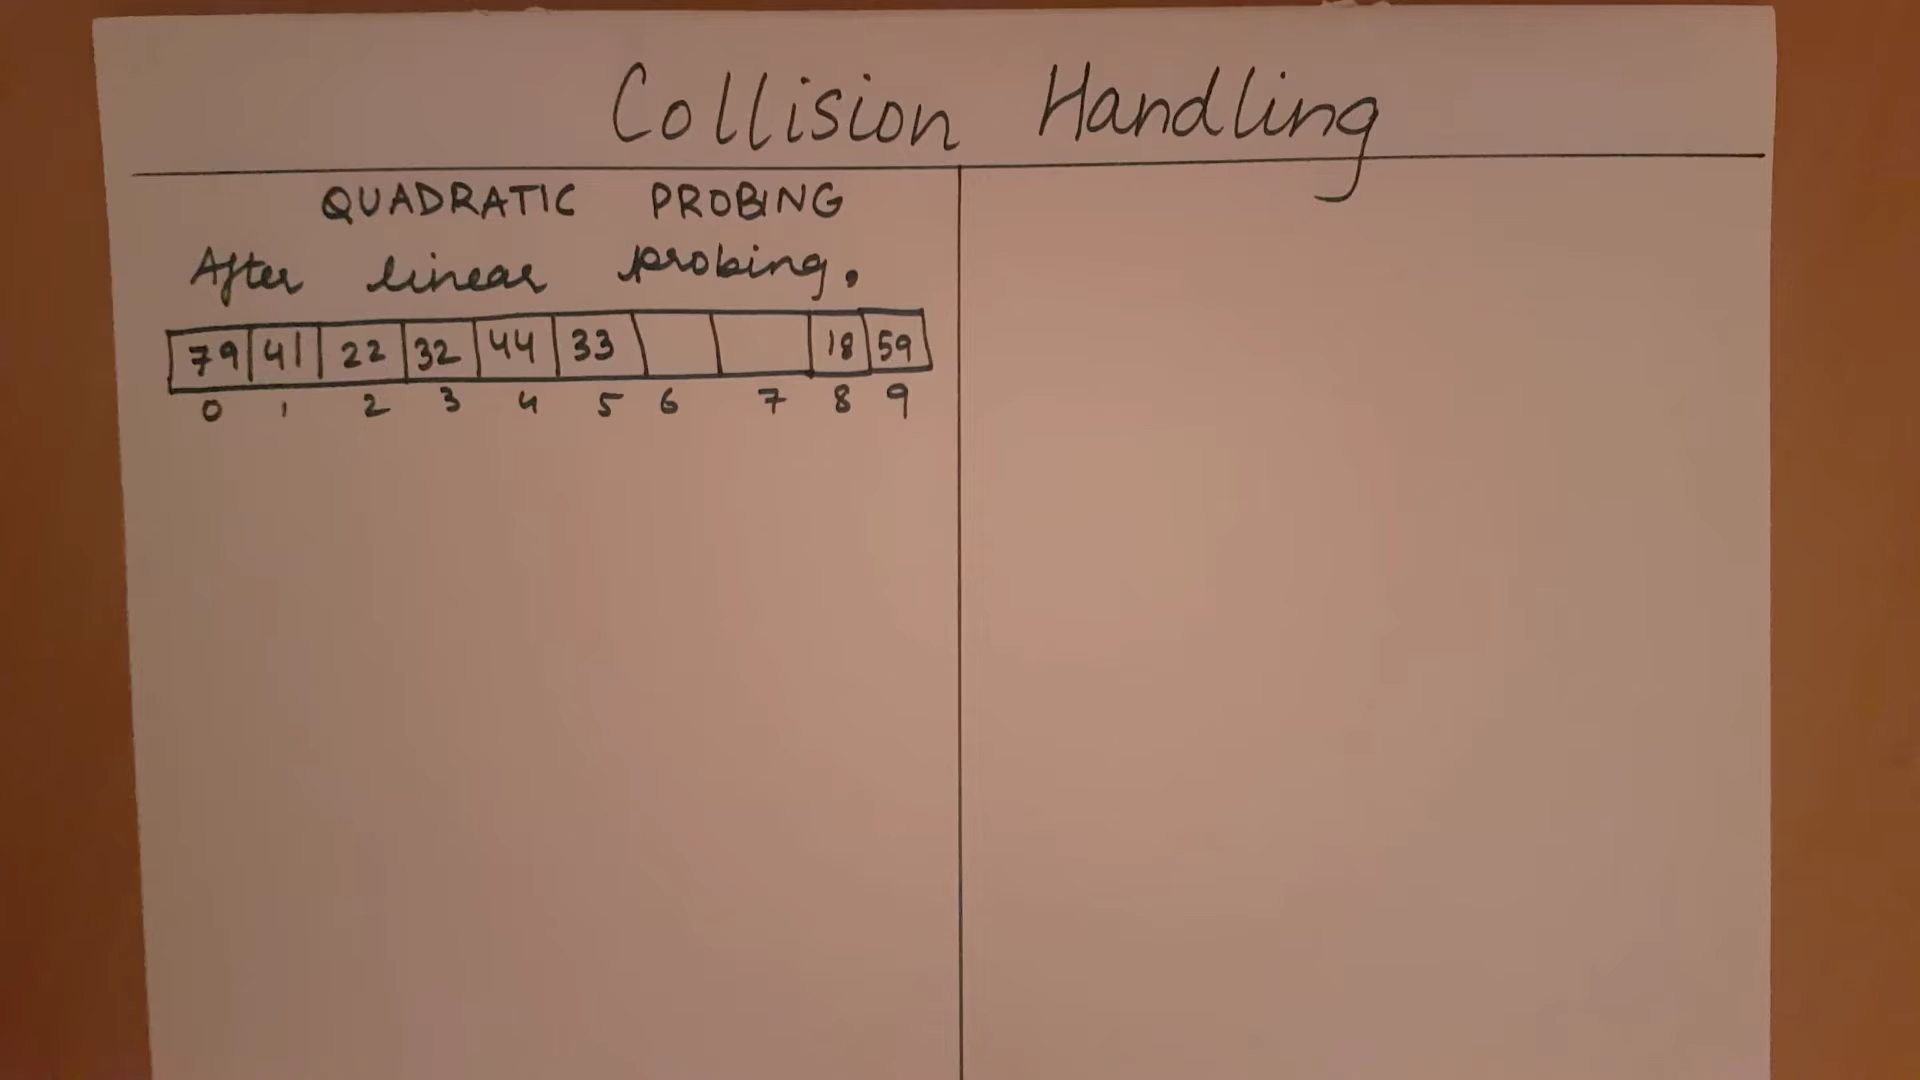 Collision Handling
QUADRATIC PROBING
After linear probing.
79 41 22 32 44 33 18 59
0 1 2 3 4 5 6 7 8 9